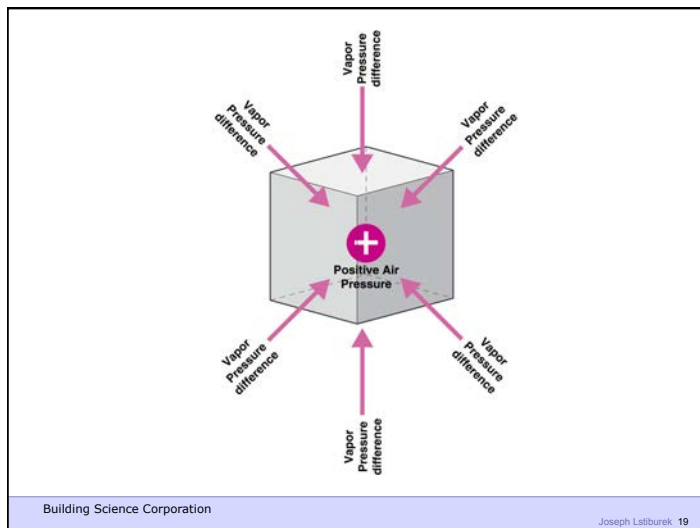 Vapor
Pressure
difference
Vapor
Pressure
difference
Vapor
Pressure
difference
+
Positive Air
Pressure
Vapor
Pressure
difference
Vapor
Pressure
difference
Vapor
Pressure
difference
Building Science Corporation
Joseph Lstiburek 19